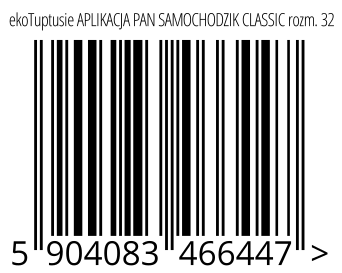 ekoTuptusie APLIKACJA PAN SAMOCHODZIK CLASSIC rozm. 32
5 904083 466447 >